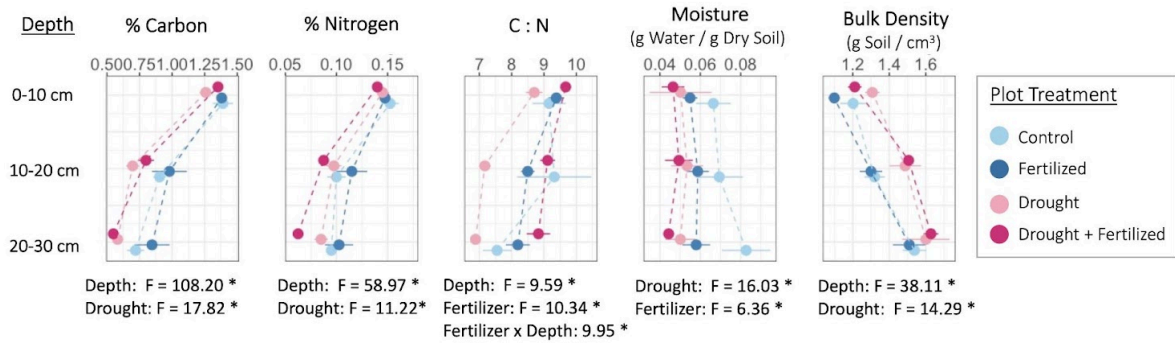 Depth
% Carbon
% Nitrogen
C : N
Moisture
(g Water / g Dry Soil)
Bulk Density
(g Soil / cm³)
0.50 0.75 1.00 1.25 1.50
0.05 0.10 0.15
7 8 9 10
0.04 0.06 0.08
1.2 1.4 1.6
0-10 cm
10-20 cm
20-30 cm
Plot Treatment
Control
Fertilized
Drought
Drought + Fertilized
Depth: F = 108.20 *
Drought: F = 17.82 *
Depth: F = 58.97 *
Drought: F = 11.22 *
Depth: F = 9.59 *
Fertilizer: F = 10.34 *
Fertilizer x Depth: 9.95 *
Drought: F = 16.03 *
Fertilizer: F = 6.36 *
Depth: F = 38.11 *
Drought: F = 14.29 *